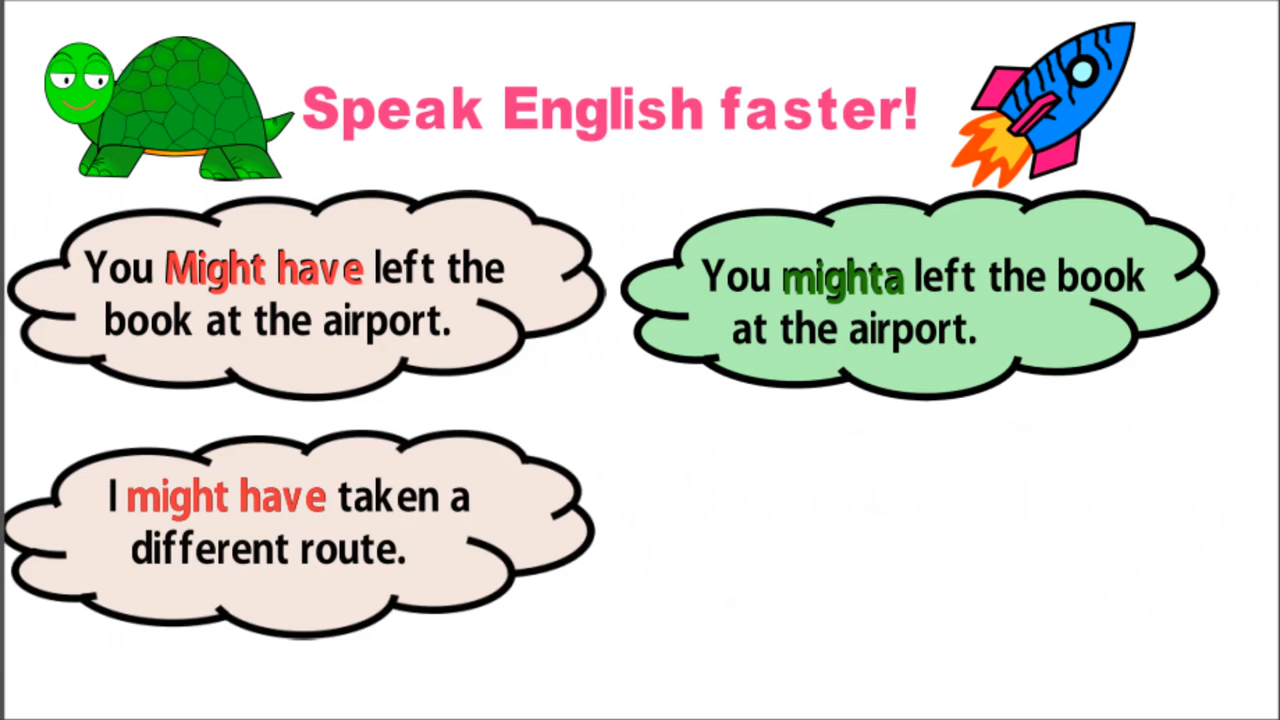 Speak English faster!
You Might have left the
book at the airport.
You mighta left the book
at the airport.
I might have taken a
different route.